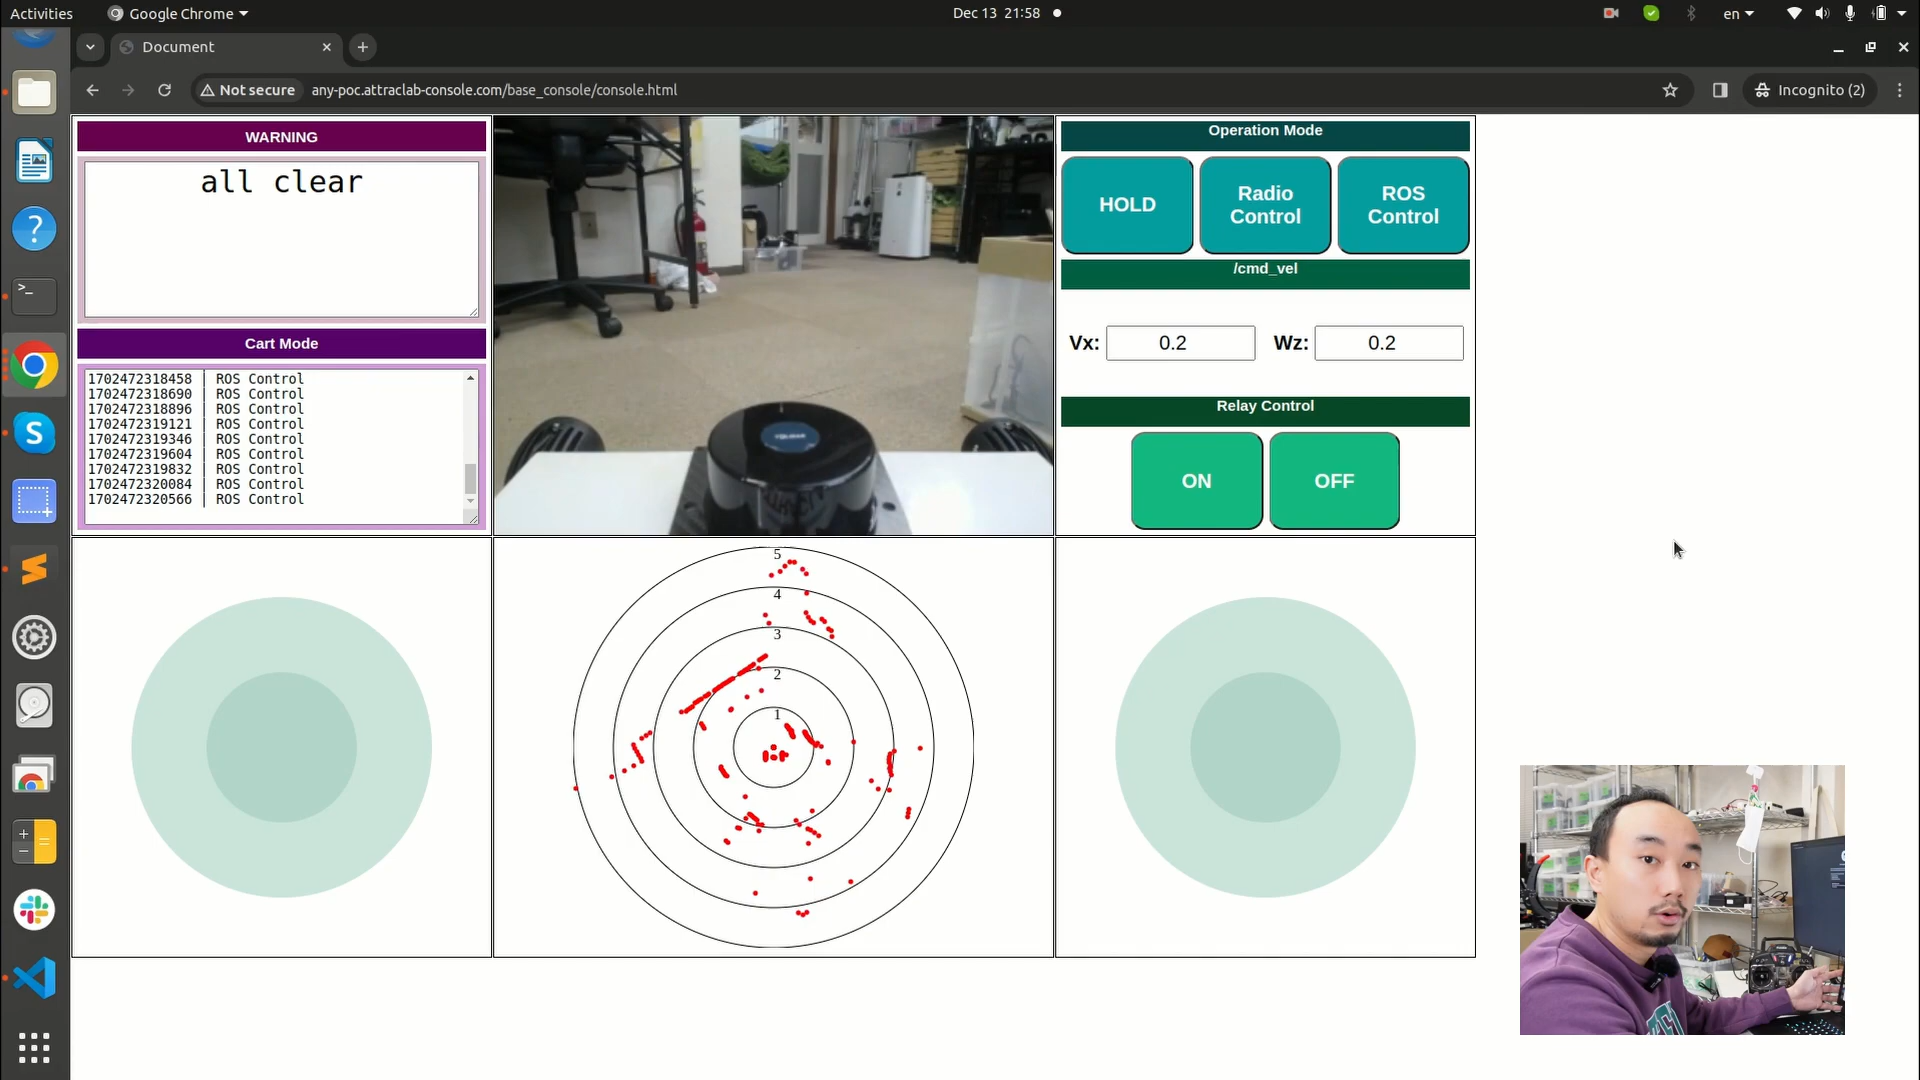 Activities
Google Chrome
Dec 13 21:58
en
Document
Not secure
any-poc.attraclab-console.com/base_console/console.html
Incognito (2)
WARNING
all clear
Cart Mode
1702472318458 | ROS Control
1702472318690 | ROS Control
1702472318896 | ROS Control
1702472319121 | ROS Control
1702472319346 | ROS Control
1702472319604 | ROS Control
1702472319832 | ROS Control
1702472320084 | ROS Control
1702472320566 | ROS Control
Operation Mode
HOLD
Radio
Control
ROS
Control
/cmd_vel
Vx: 0.2
Wz: 0.2
Relay Control
ON
OFF
5
4
3
2
1